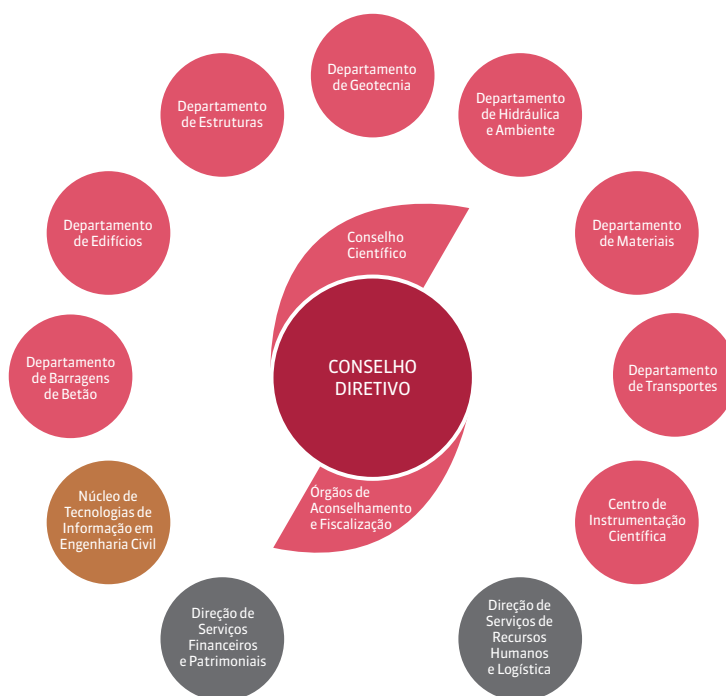 Departamento
de Geotecnia
Departamento
de Estruturas
Departamento
de Hidráulica
e Ambiente
Departamento
de Edifícios
Conselho
Científico
Departamento
de Materiais
Departamento
de Barragens
de Betão
CONSELHO
DIRETIVO
Departamento
de Transportes
Núcleo de
Tecnologias de
Informação em
Engenharia Civil
Órgãos de
Aconselhamento
e Fiscalização
Centro de
Instrumentação
Científica
Direção de
Serviços
Financeiros
e Patrimoniais
Direção de
Serviços de
Recursos
Humanos
e Logística